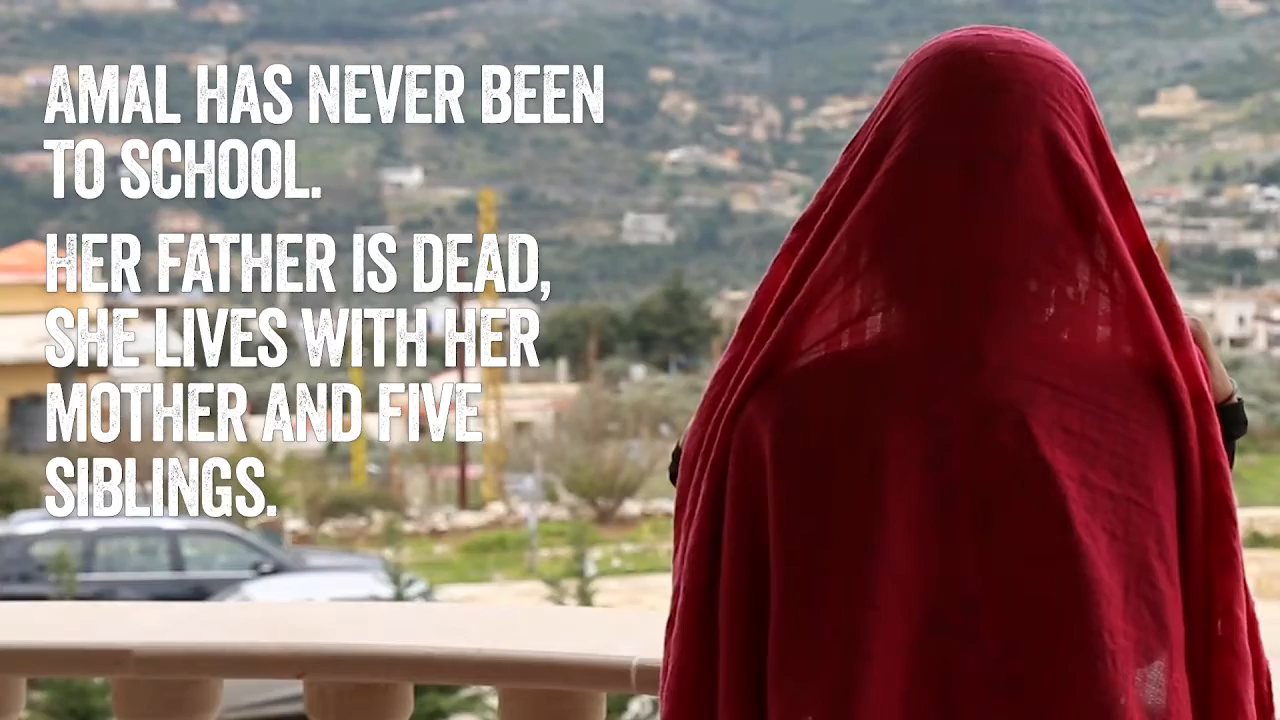 AMAL HAS NEVER BEEN
TO SCHOOL.
HER FATHER IS DEAD,
SHE LIVES WITH HER
MOTHER AND FIVE
SIBLINGS.